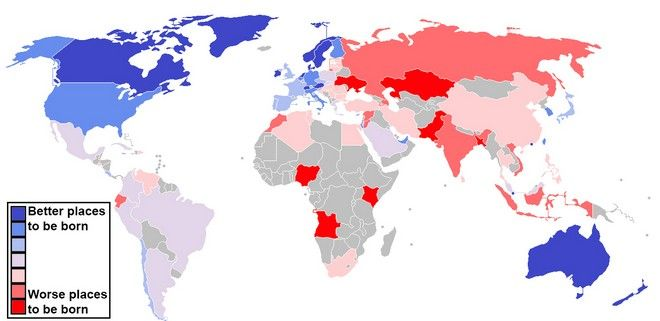 Better places
to be born
Worse places
to be born